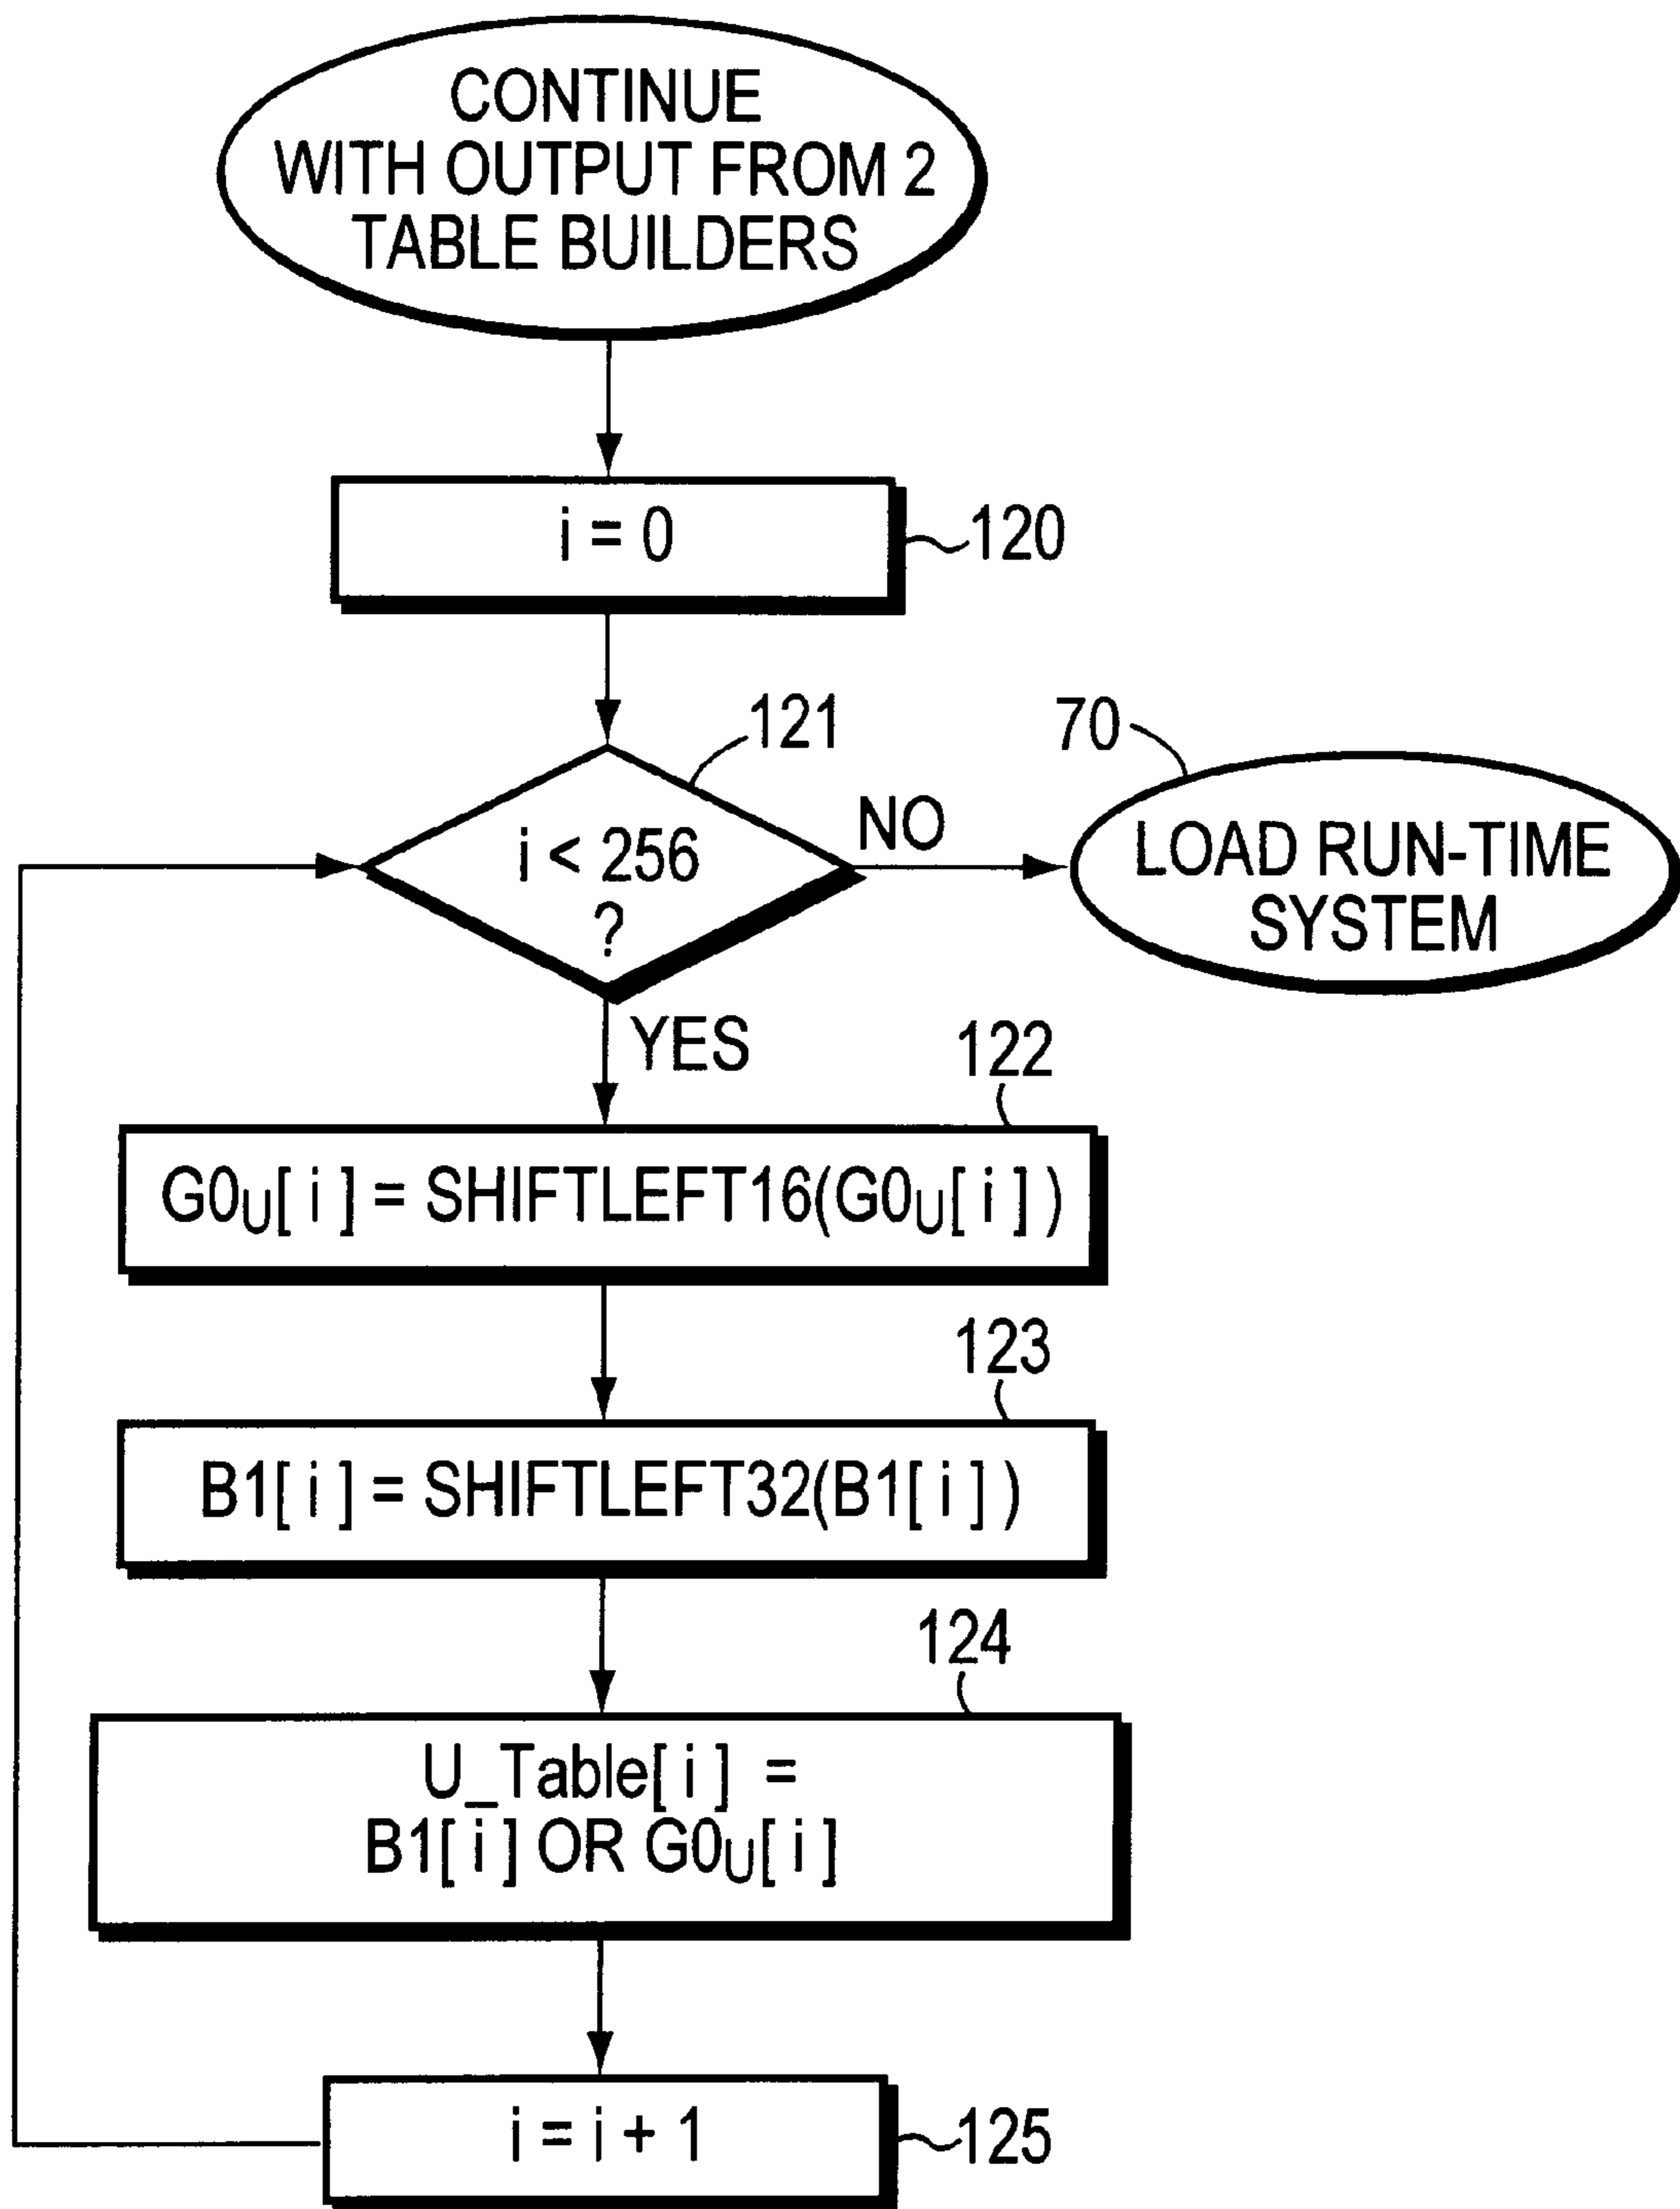 CONTINUE
WITH OUTPUT FROM 2
TABLE BUILDERS
i = 0
120
121
i < 256
?
NO
70
LOAD RUN-TIME
SYSTEM
YES
122
G0U[ i ] = SHIFTLEFT16(G0U[ i ] )
123
B1[ i ] = SHIFTLEFT32(B1[ i ] )
124
U_Table[ i ] =
B1[ i ] OR G0U[ i ]
i = i + 1
125